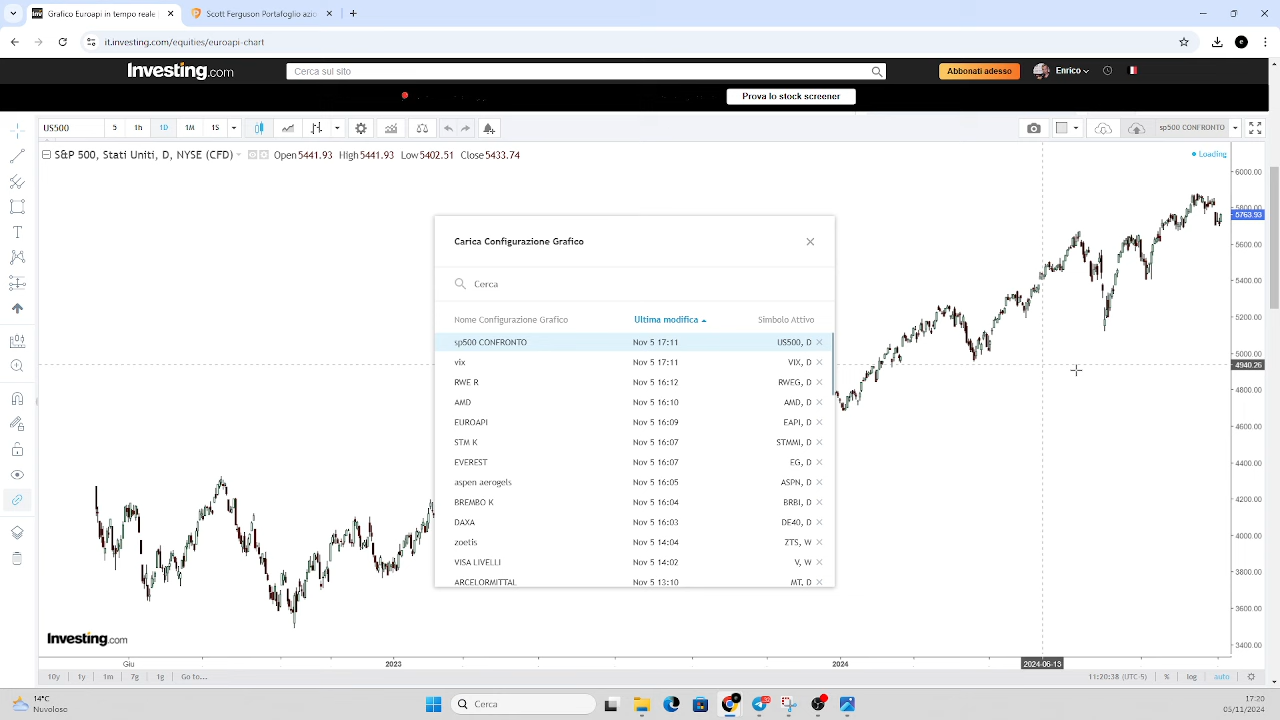 Grafico Europapi in tempo reale
Scott Ferguson Portafoglio azio
it.investing.com/equities/euroapi-chart
Investing.com
Cerca sul sito
Abbonati adesso
Enrico
Prova lo stock screener
US500
5 1h 1D 1M 1S
sp500 CONFRONTO
S&P 500, Stati Uniti, D, NYSE (CFD)
Open5441.93 High5441.93 Low5402.51 Close5433.74
Loading
6000.00
5800.00
5763.93
5600.00
5400.00
5200.00
5000.00
4940.26
4800.00
4600.00
4400.00
4200.00
4000.00
3800.00
3600.00
3400.00
Carica Configurazione Grafico
Cerca
Nome Configurazione Grafico Ultima modifica Simbolo Attivo
sp500 CONFRONTO Nov 5 17:11 US500, D
vix Nov 5 17:11 VIX, D
RWE R Nov 5 16:12 RWEG, D
AMD Nov 5 16:10 AMD, D
EUROAPI Nov 5 16:09 EAPI, D
STM K Nov 5 16:07 STMMI, D
EVEREST Nov 5 16:07 EG, D
aspen aerogels Nov 5 16:05 ASPN, D
BREMBO K Nov 5 16:04 BRBI, D
DAXA Nov 5 16:03 DE40, D
zoetis Nov 5 14:04 ZTS, W
VISA LIVELLI Nov 5 14:02 V, W
ARCELORMITTAL Nov 5 13:10 MT, D
Investing.com
Giu 2023 2024 2024-06-13
10y 1y 1m 7g 1g Go to...
11:20:38 (UTC-5) % log auto
14°C
Nuvoloso
Cerca
17:20
05/11/2024